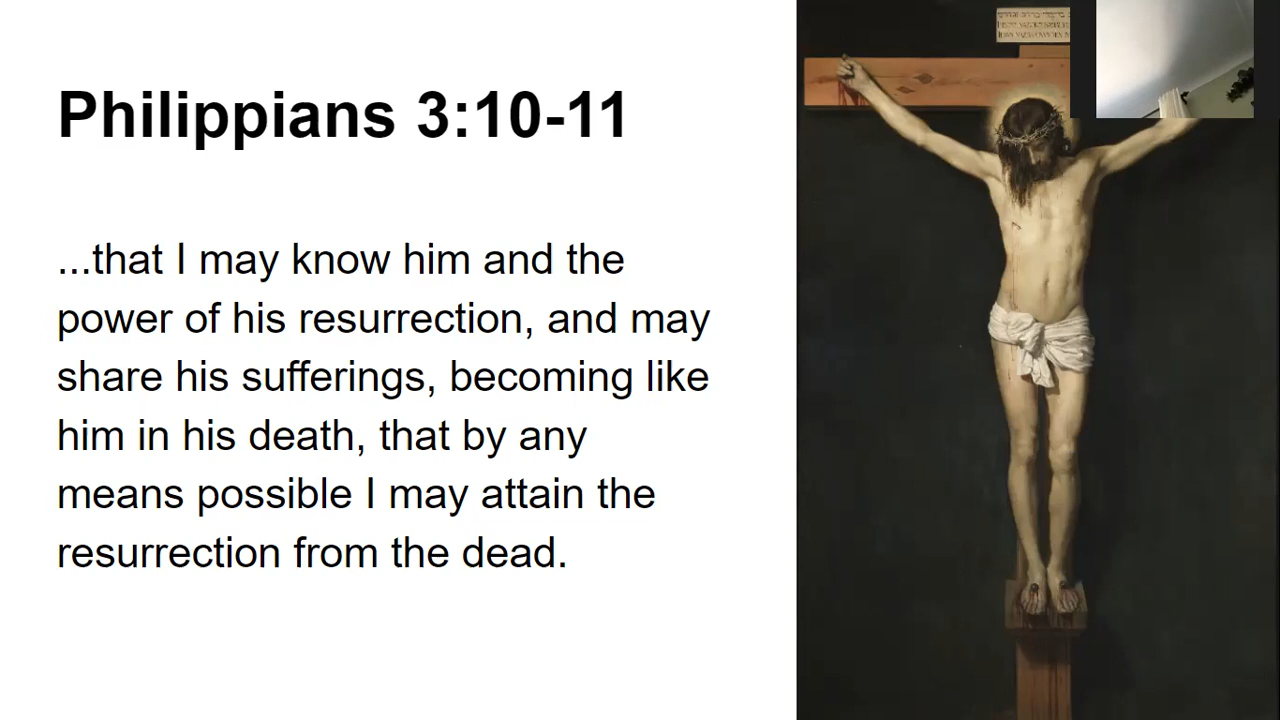 Philippians 3:10-11
...that I may know him and the
power of his resurrection, and may
share his sufferings, becoming like
him in his death, that by any
means possible I may attain the
resurrection from the dead.